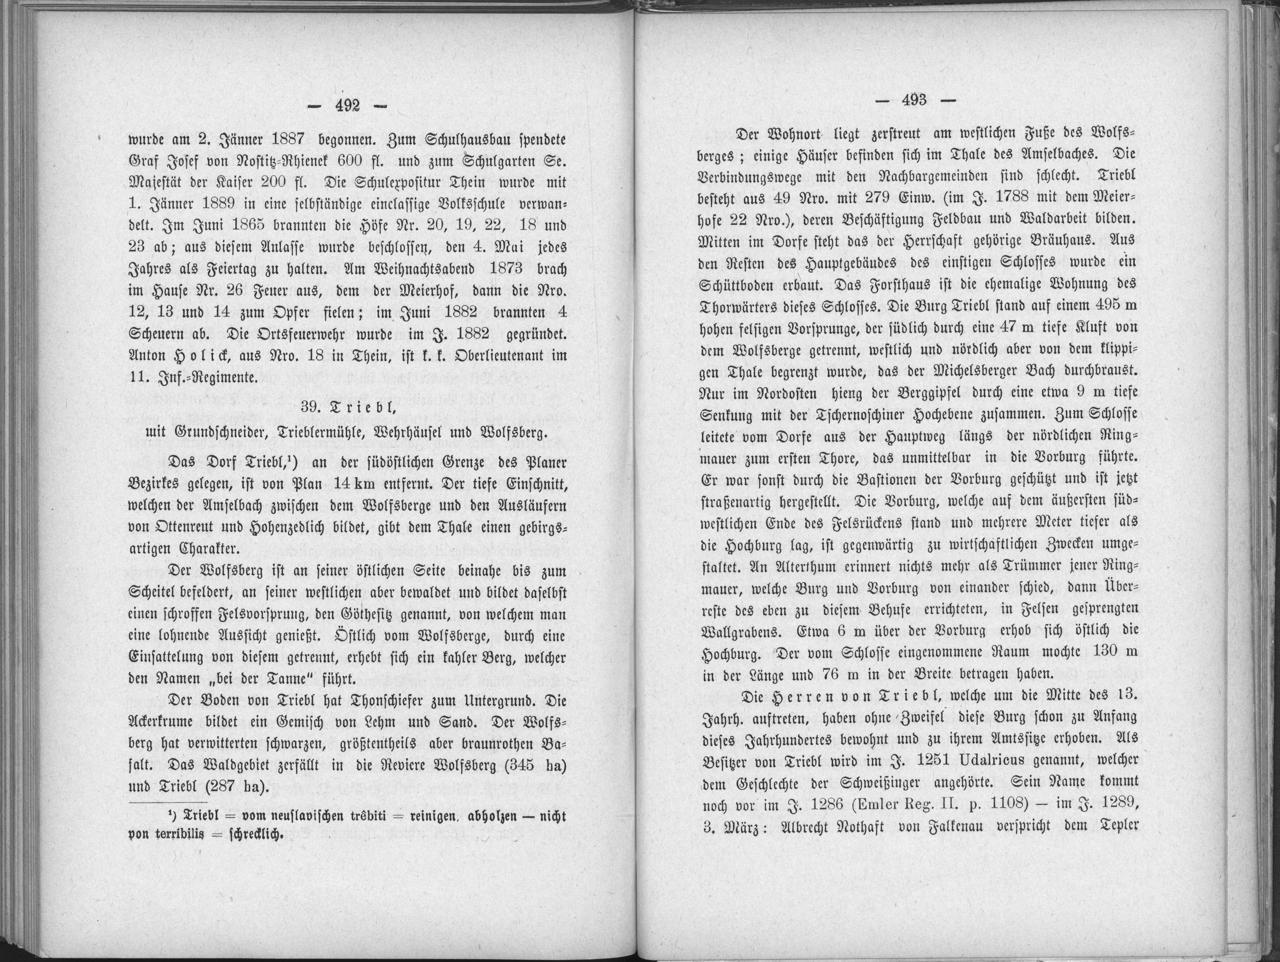 — 492 —
wurde am 2. Jänner 1887 begonnen. Zum Schulhausbau spendete
Graf Josef von Nostitz-Rhienek 600 fl. und zum Schulgarten Se.
Majestät der Kaiser 200 fl. Die Schulexpositur Thein wurde mit
1. Jänner 1889 in eine selbständige einclassige Volksschule verwan-
delt. Im Juni 1865 brannten die Höfe Nr. 20, 19, 22, 18 und
23 ab; aus diesem Anlasse wurde beschlossen, den 4. Mai jedes
Jahres als Feiertag zu halten. Am Weihnachtsabend 1873 brach
im Hause Nr. 26 Feuer aus, dem der Meierhof, dann die Nro.
12, 13 und 14 zum Opfer fielen; im Juni 1882 brannten 4
Scheuern ab. Die Ortsfeuerwehr wurde im J. 1882 gegründet.
Anton Holick, aus Nro. 18 in Thein, ist k. k. Oberlieutenant im
11. Inf.-Regimente.
39. Triebl,
mit Grundschneider, Trieblermühle, Wehrhäusel und Wolfsberg.
Das Dorf Triebl,¹) an der südöstlichen Grenze des Planer
Bezirkes gelegen, ist von Plan 14 km entfernt. Der tiefe Einschnitt,
welchen der Amselbach zwischen dem Wolfsberge und den Ausläufern
von Ottenreut und Hohenzedlich bildet, gibt dem Thale einen gebirgs-
artigen Charakter.
Der Wolfsberg ist an seiner östlichen Seite beinahe bis zum
Scheitel befeldert, an seiner westlichen aber bewaldet und bildet daselbst
einen schroffen Felsvorsprung, den Göthesitz genannt, von welchem man
eine lohnende Aussicht genießt. Östlich vom Wolfsberge, durch eine
Einsattelung von diesem getrennt, erhebt sich ein kahler Berg, welcher
den Namen „bei der Tanne" führt.
Der Boden von Triebl hat Thonschiefer zum Untergrund. Die
Ackerkrume bildet ein Gemisch von Lehm und Sand. Der Wolfs-
berg hat verwitterten schwarzen, größtentheils aber braunrothen Ba-
salt. Das Waldgebiet zerfällt in die Reviere Wolfsberg (345 ha)
und Triebl (287 ha).
¹) Triebl = vom neuslavischen trêbiti = reinigen, abholzen — nicht
von terribilis = schrecklich.
— 493 —
Der Wohnort liegt zerstreut am westlichen Fuße des Wolfs-
berges; einige Häuser befinden sich im Thale des Amselbaches. Die
Verbindungswege mit den Nachbargemeinden sind schlecht. Triebl
besteht aus 49 Nro. mit 279 Einw. (im J. 1788 mit dem Meier-
hofe 22 Nro.), deren Beschäftigung Feldbau und Waldarbeit bilden.
Mitten im Dorfe steht das der Herrschaft gehörige Bräuhaus. Aus
den Resten des Hauptgebäudes des einstigen Schlosses wurde ein
Schüttboden erbaut. Das Forsthaus ist die ehemalige Wohnung des
Thorwärters dieses Schlosses. Die Burg Triebl stand auf einem 495 m
hohen felsigen Vorsprunge, der südlich durch eine 47 m tiefe Kluft von
dem Wolfsberge getrennt, westlich und nördlich aber von dem klippi-
gen Thale begrenzt wurde, das der Michelsberger Bach durchbraust.
Nur im Nordosten hieng der Berggipfel durch eine etwa 9 m tiefe
Senkung mit der Tschernoschiner Hochebene zusammen. Zum Schlosse
leitete vom Dorfe aus der Hauptweg längs der nördlichen Ring-
mauer zum ersten Thore, das unmittelbar in die Vorburg führte.
Er war sonst durch die Bastionen der Vorburg geschützt und ist jetzt
straßenartig hergestellt. Die Vorburg, welche auf dem äußersten süd-
westlichen Ende des Felsrückens stand und mehrere Meter tiefer als
die Hochburg lag, ist gegenwärtig zu wirtschaftlichen Zwecken umge-
staltet. An Alterthum erinnert nichts mehr als Trümmer jener Ring-
mauer, welche Burg und Vorburg von einander schied, dann Über-
reste des eben zu diesem Behufe errichteten, in Felsen gesprengten
Wallgrabens. Etwa 6 m über der Vorburg erhob sich östlich die
Hochburg. Der vom Schlosse eingenommene Raum mochte 130 m
in der Länge und 76 m in der Breite betragen haben.
Die Herren von Triebl, welche um die Mitte des 13.
Jahrh. auftreten, haben ohne Zweifel diese Burg schon zu Anfang
dieses Jahrhundertes bewohnt und zu ihrem Amtssitze erhoben. Als
Besitzer von Triebl wird im J. 1251 Udalricus genannt, welcher
dem Geschlechte der Schweißinger angehörte. Sein Name kommt
noch vor im J. 1286 (Emler Reg. II. p. 1108) — im J. 1289,
3. März: Albrecht Nothaft von Falkenau verspricht dem Tepler